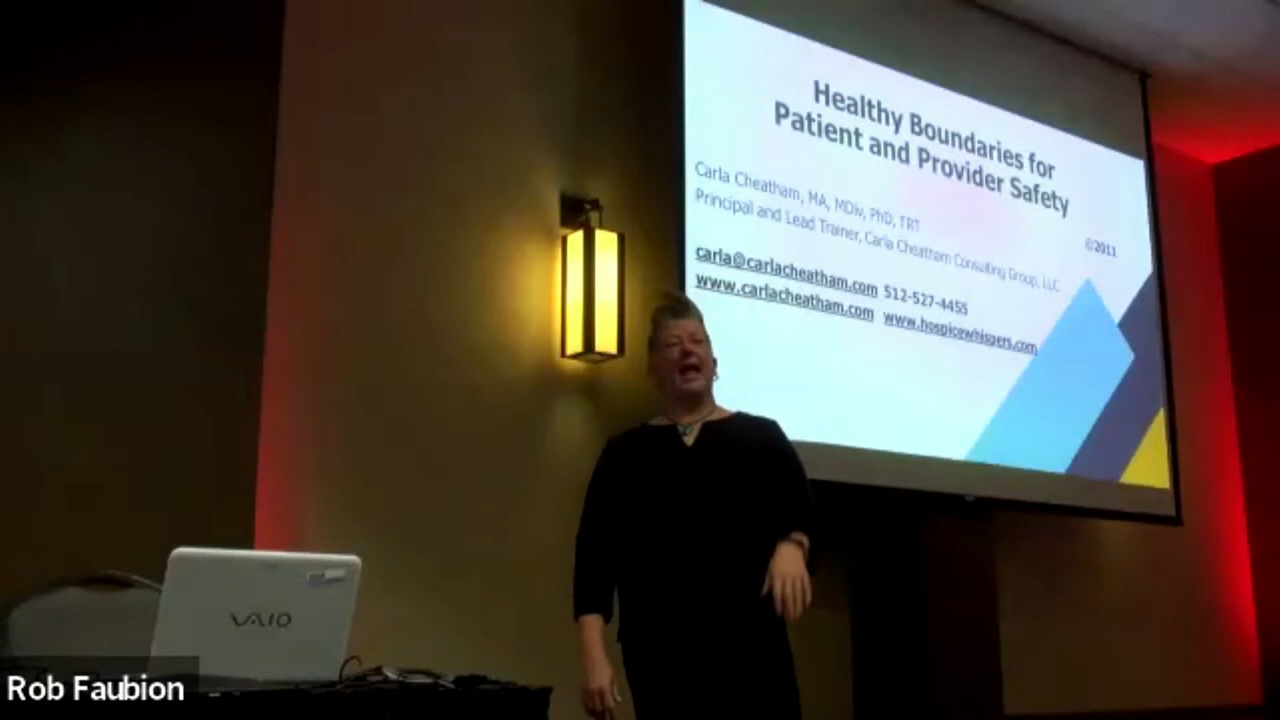 Healthy Boundaries for
Patient and Provider Safety
©2011
Carla Cheatham, MA, MDiv, PhD, TRT
Principal and Lead Trainer, Carla Cheatham Consulting Group, LLC
carla@carlacheatham.com 512-527-4455
www.carlacheatham.com www.hospicewhispers.com
VAIO
Rob Faubion